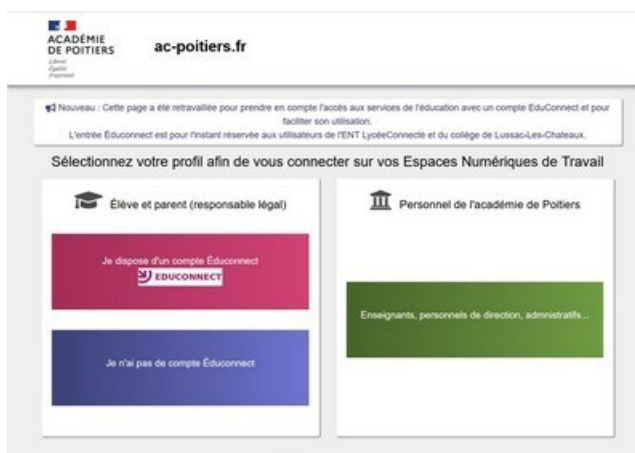 ACADÉMIE
DE POITIERS
Liberté
Égalité
Fraternité
ac-poitiers.fr
Nouveau : Cette page a été retravaillée pour prendre en compte l'accès aux services de l'éducation avec un compte EduConnect et pour
faciliter son utilisation.
L'entrée Éduconnect est pour l'instant réservée aux utilisateurs de l'ENT LycéeConnecté et du collège de Lussac-Les-Chateaux.
Sélectionnez votre profil afin de vous connecter sur vos Espaces Numériques de Travail
Élève et parent (responsable légal)
Je dispose d'un compte Éduconnect
EDUCONNECT
Je n'ai pas de compte Éduconnect
Personnel de l'académie de Poitiers
Enseignants, personnels de direction, admnistratifs...